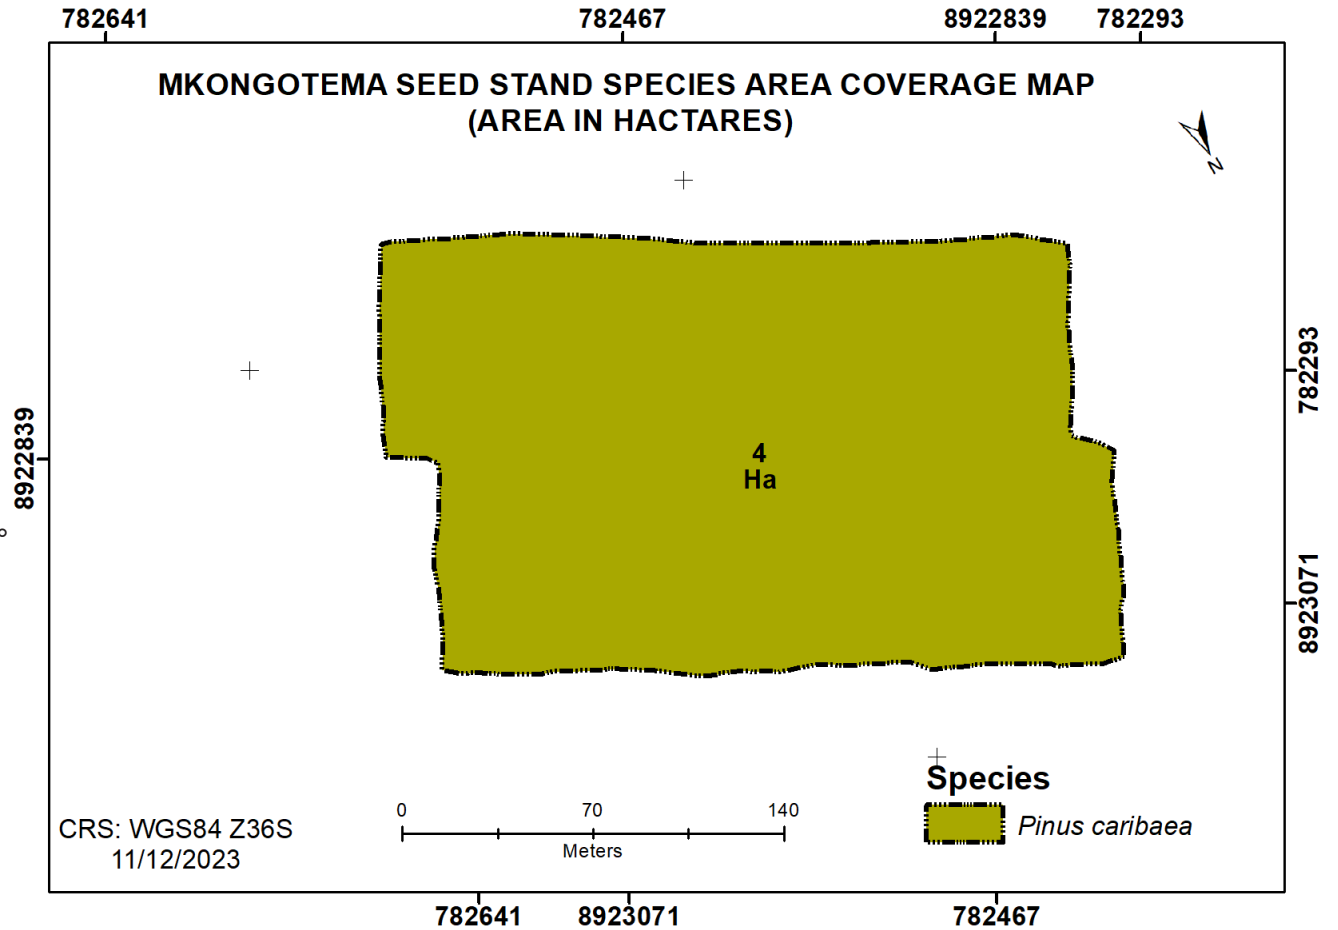 782641 782467 8922839 782293
MKONGOTEMA SEED STAND SPECIES AREA COVERAGE MAP
(AREA IN HACTARES)
N
782293
8922839
4
Ha
8923071
Species
Pinus caribaea
0 70 140
Meters
CRS: WGS84 Z36S
11/12/2023
782641 8923071 782467